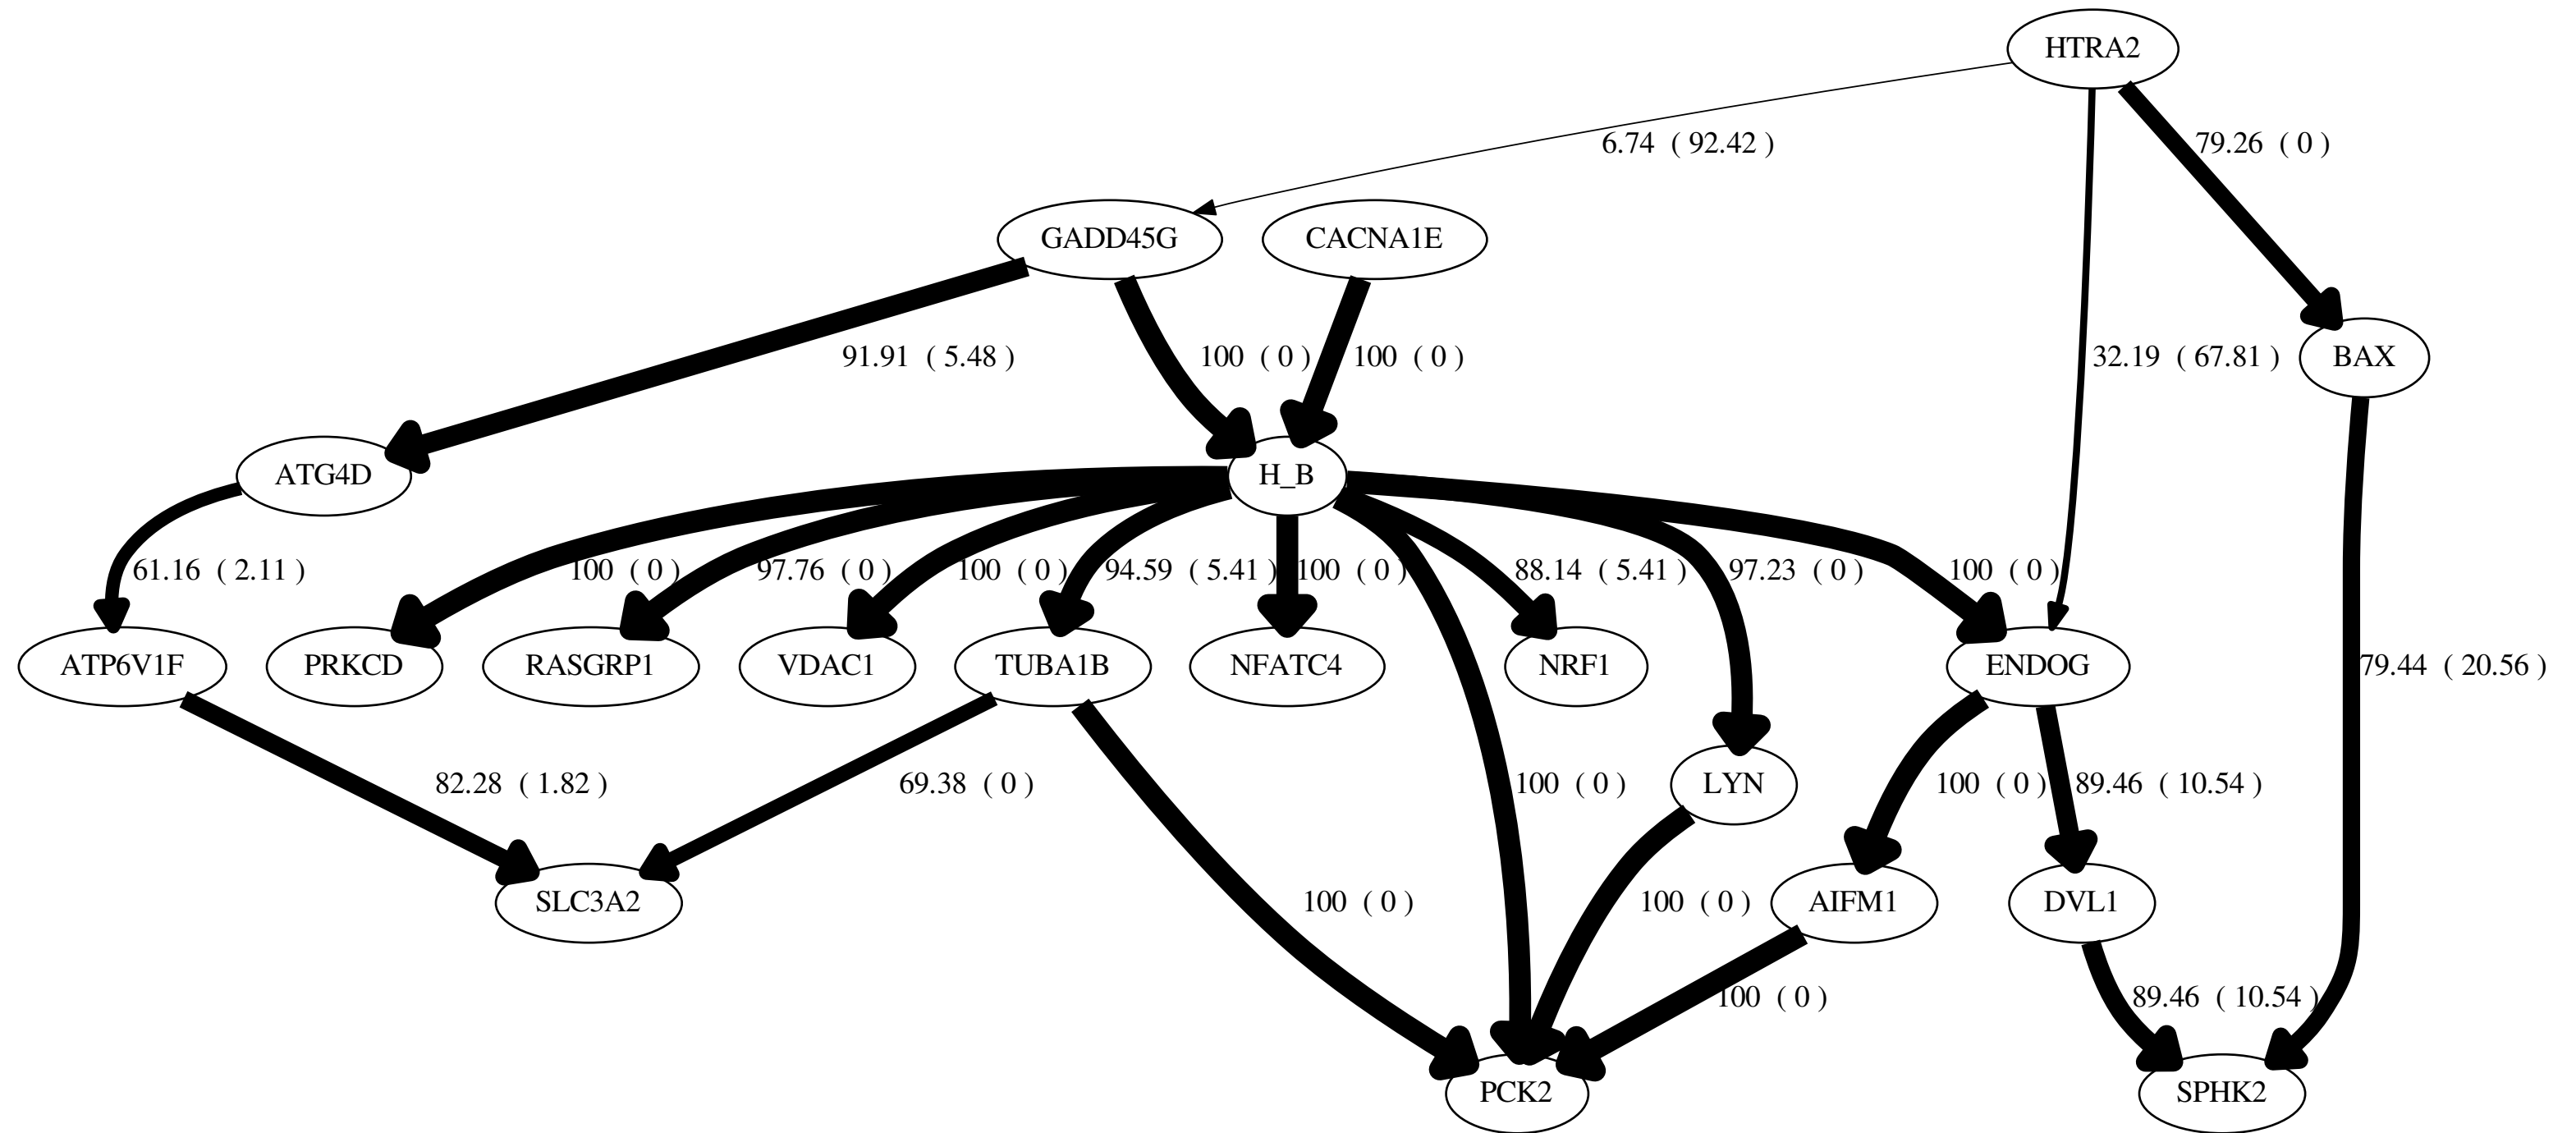 HTRA2
6.74 ( 92.42 )
79.26 ( 0 )
GADD45G
CACNA1E
91.91 ( 5.48 )
100 ( 0 )
100 ( 0 )
32.19 ( 67.81 )
BAX
ATG4D
H_B
61.16 ( 2.11 )
100 ( 0 )
97.76 ( 0 )
100 ( 0 )
94.59 ( 5.41 )
100 ( 0 )
88.14 ( 5.41 )
97.23 ( 0 )
100 ( 0 )
ATP6V1F
PRKCD
RASGRP1
VDAC1
TUBA1B
NFATC4
NRF1
ENDOG
79.44 ( 20.56 )
82.28 ( 1.82 )
69.38 ( 0 )
100 ( 0 )
LYN
100 ( 0 )
89.46 ( 10.54 )
SLC3A2
100 ( 0 )
100 ( 0 )
AIFM1
DVL1
100 ( 0 )
89.46 ( 10.54 )
PCK2
SPHK2